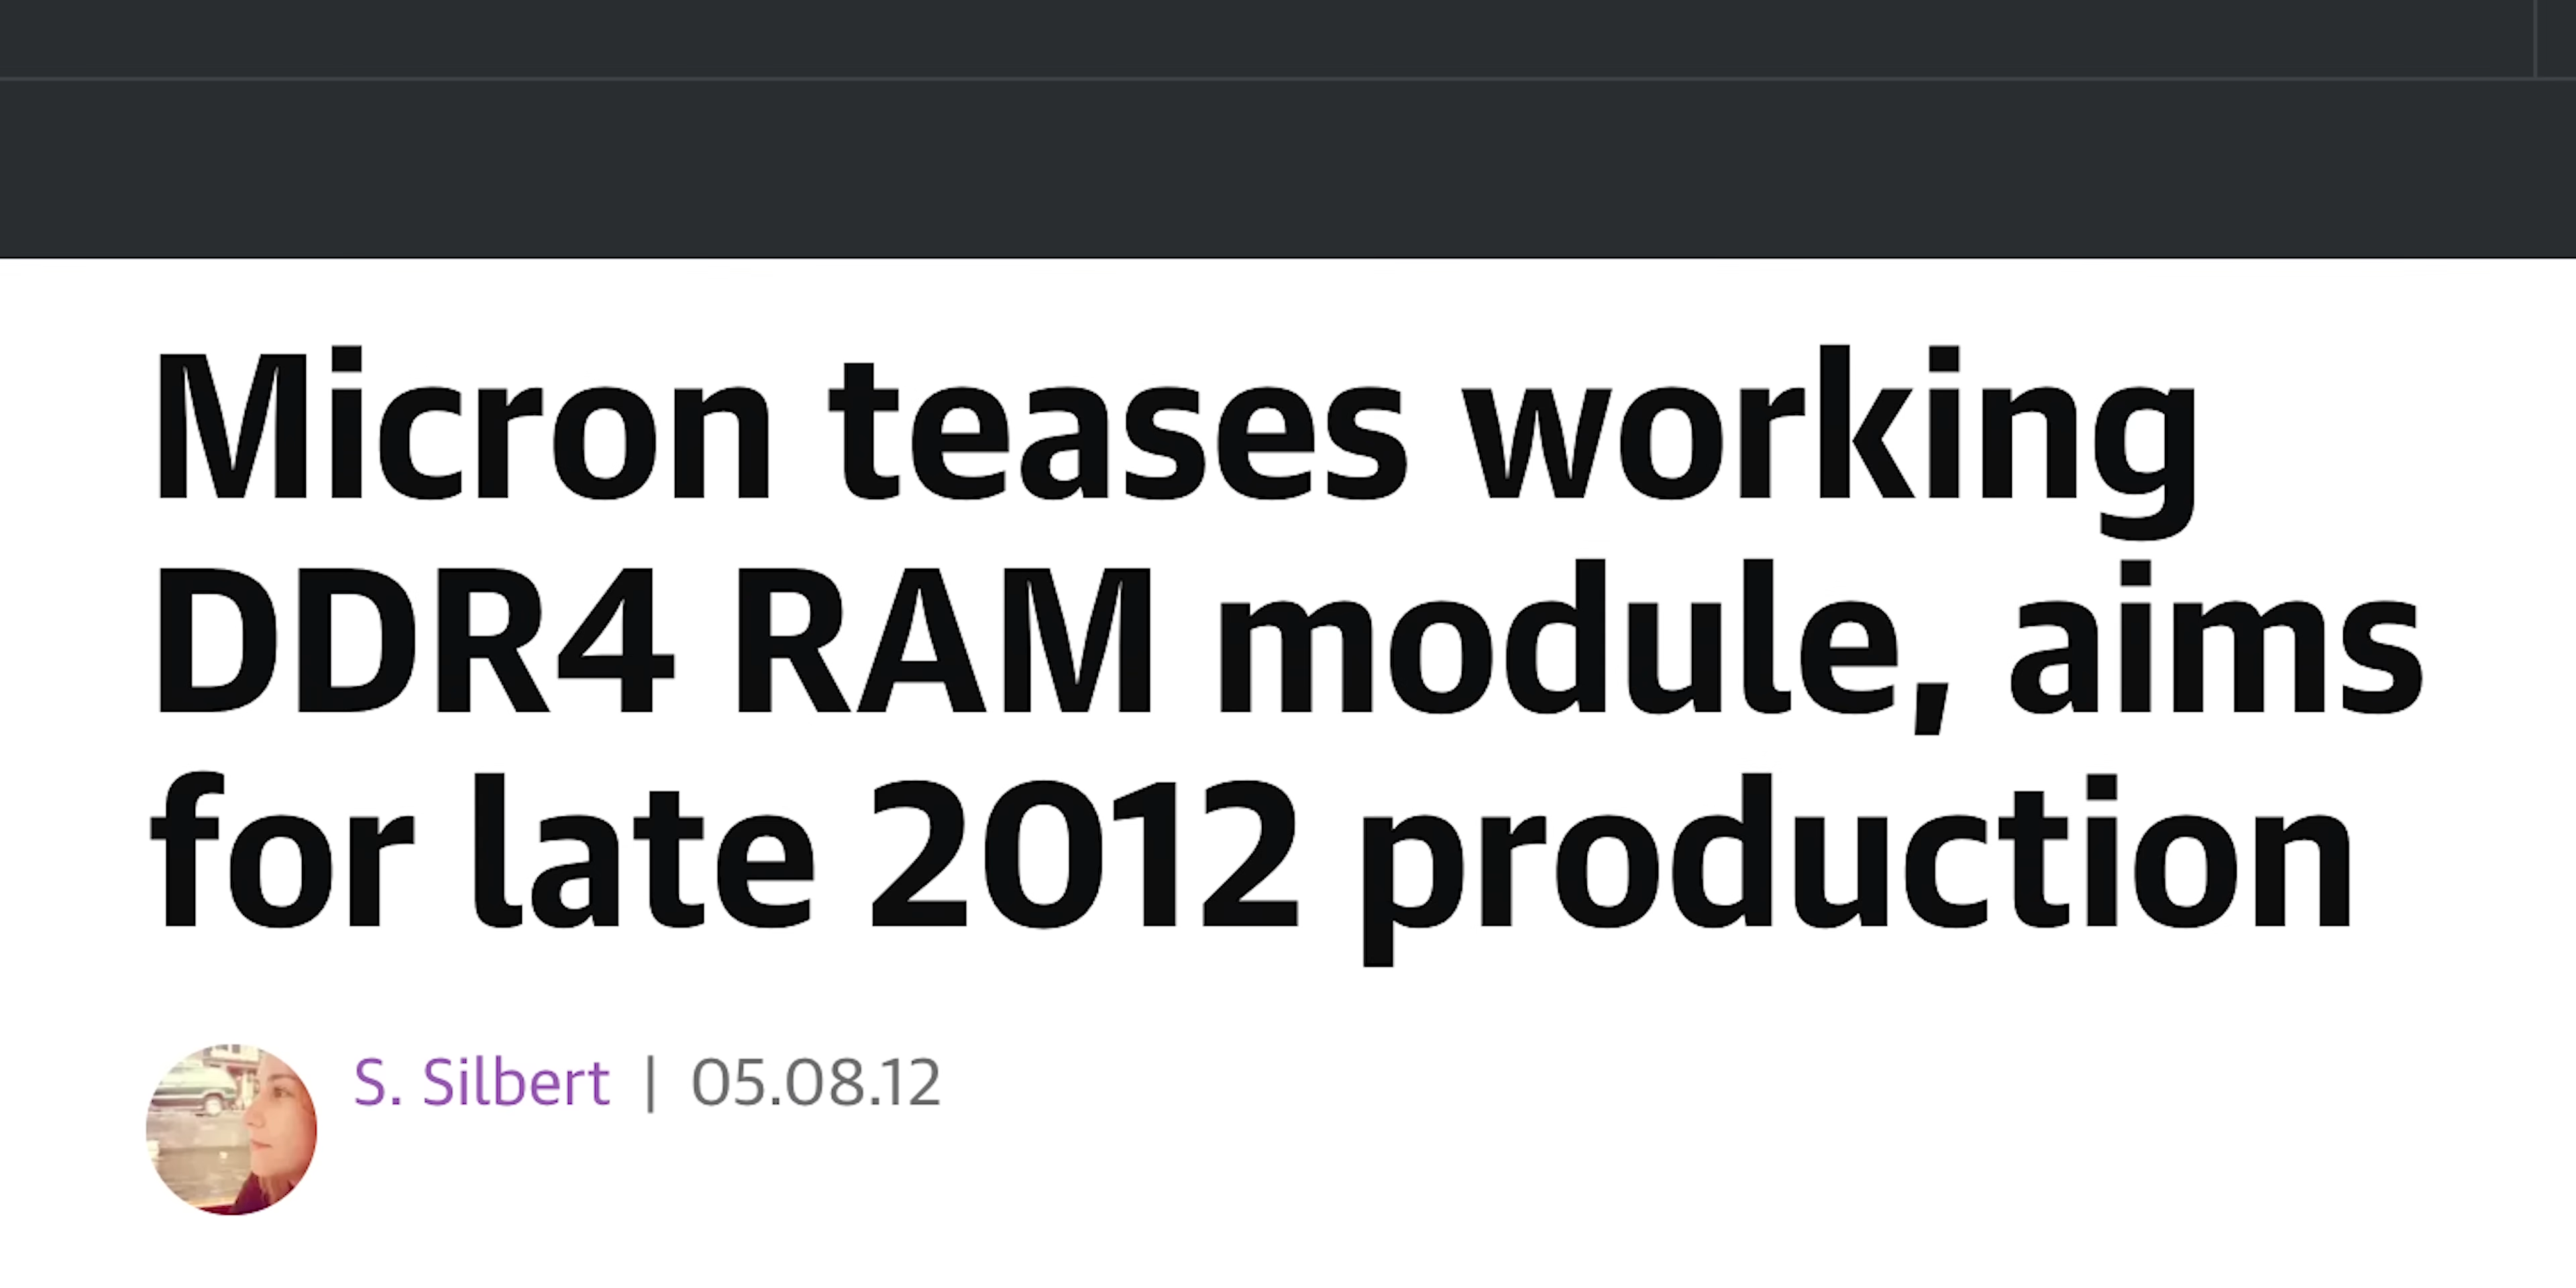 Micron teases working
DDR4 RAM module, aims
for late 2012 production
S. Silbert | 05.08.12